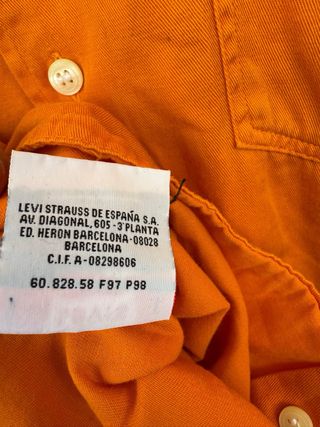 LEVI STRAUSS DE ESPAÑA S.A.
AV. DIAGONAL, 605 - 3ª PLANTA
ED. HERON BARCELONA-08028
BARCELONA
C.I.F. A-08298606
60.828.58 F97 P98